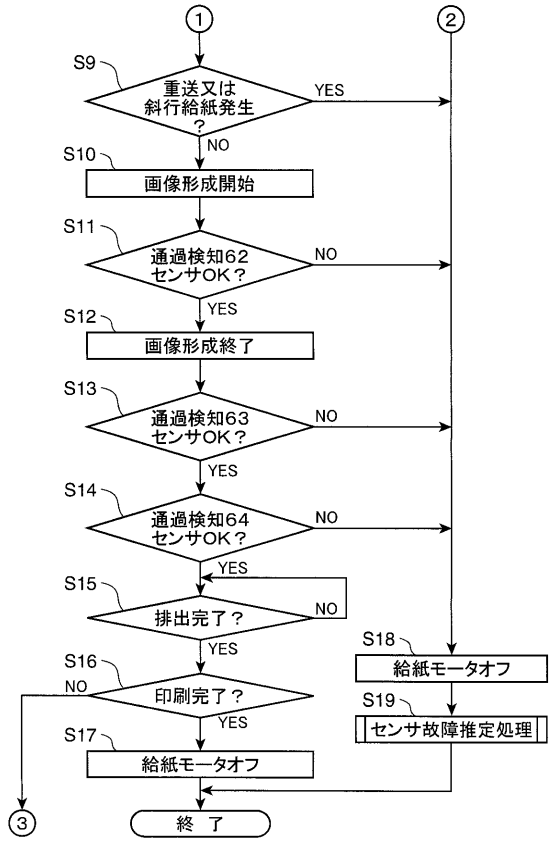 1
2
S9
重送又は
斜行給紙発生
?
YES
NO
S10
画像形成開始
S11
通過検知62
センサOK?
NO
YES
S12
画像形成終了
S13
通過検知63
センサOK?
NO
YES
S14
通過検知64
センサOK?
NO
YES
S15
排出完了?
NO
YES
S16
印刷完了?
NO
YES
S17
給紙モータオフ
S18
給紙モータオフ
S19
センサ故障推定処理
3
終了